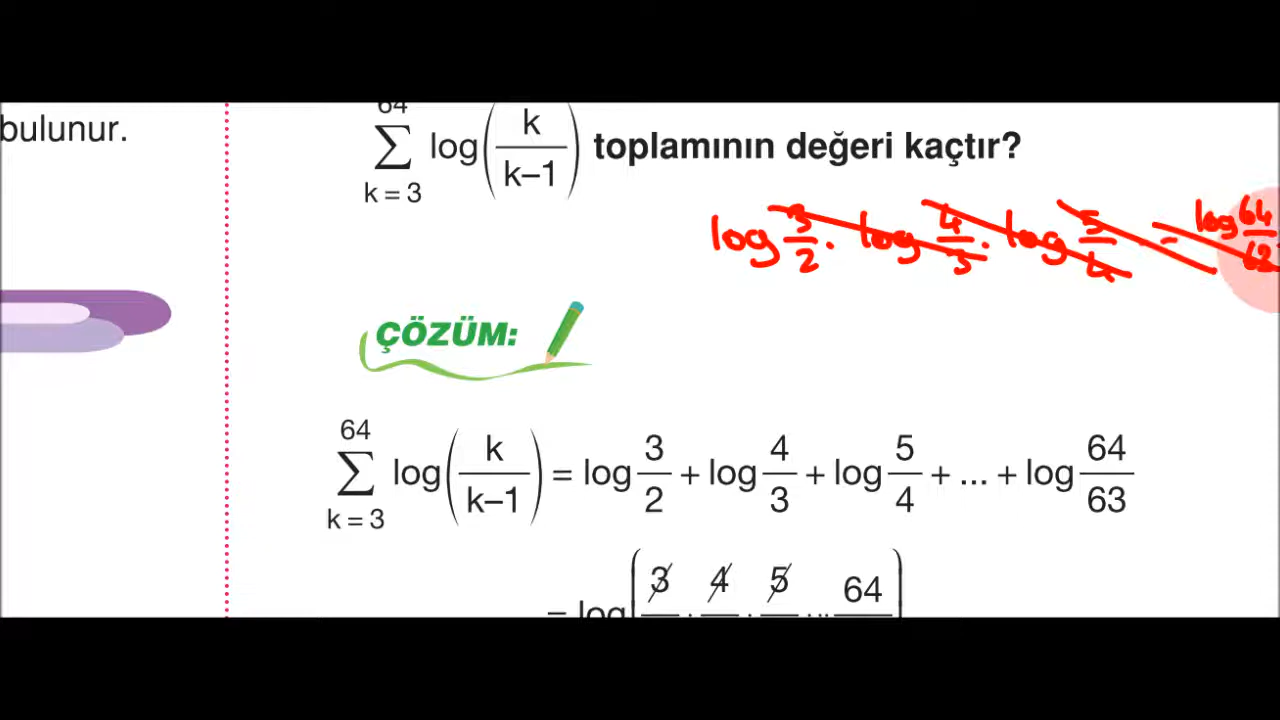 bulunur.
64
∑ log(k/k–1) toplamının değeri kaçtır?
k = 3
log 3/2 . log 4/3 . log 5/4 - log 64/62
ÇÖZÜM:
64
∑ log(k/k–1) = log 3/2 + log 4/3 + log 5/4 + ... + log 64/63
k = 3
= log(3 . 4 . 5 ... 64)